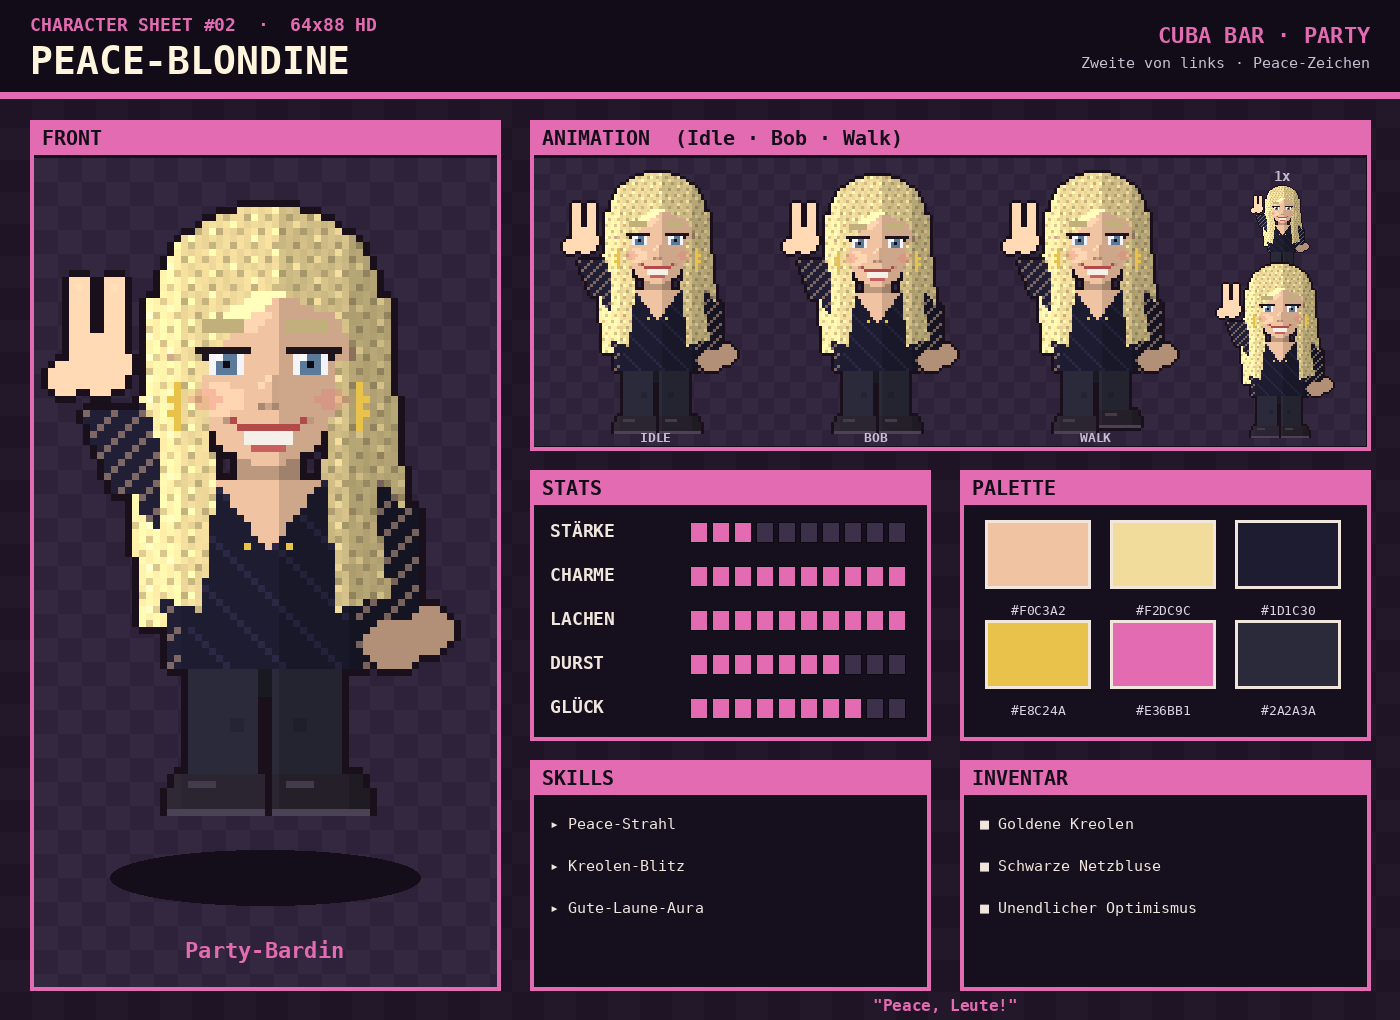 CHARACTER SHEET #02 · 64x88 HD
PEACE-BLONDINE
CUBA BAR · PARTY
Zweite von links · Peace-Zeichen
FRONT
Party-Bardin
ANIMATION (Idle · Bob · Walk)
1x
IDLE
BOB
WALK
STATS
STÄRKE
CHARME
LACHEN
DURST
GLÜCK
PALETTE
#F0C3A2
#F2DC9C
#1D1C30
#E8C24A
#E36BB1
#2A2A3A
SKILLS
▸ Peace-Strahl
▸ Kreolen-Blitz
▸ Gute-Laune-Aura
INVENTAR
■ Goldene Kreolen
■ Schwarze Netzbluse
■ Unendlicher Optimismus
"Peace, Leute!"